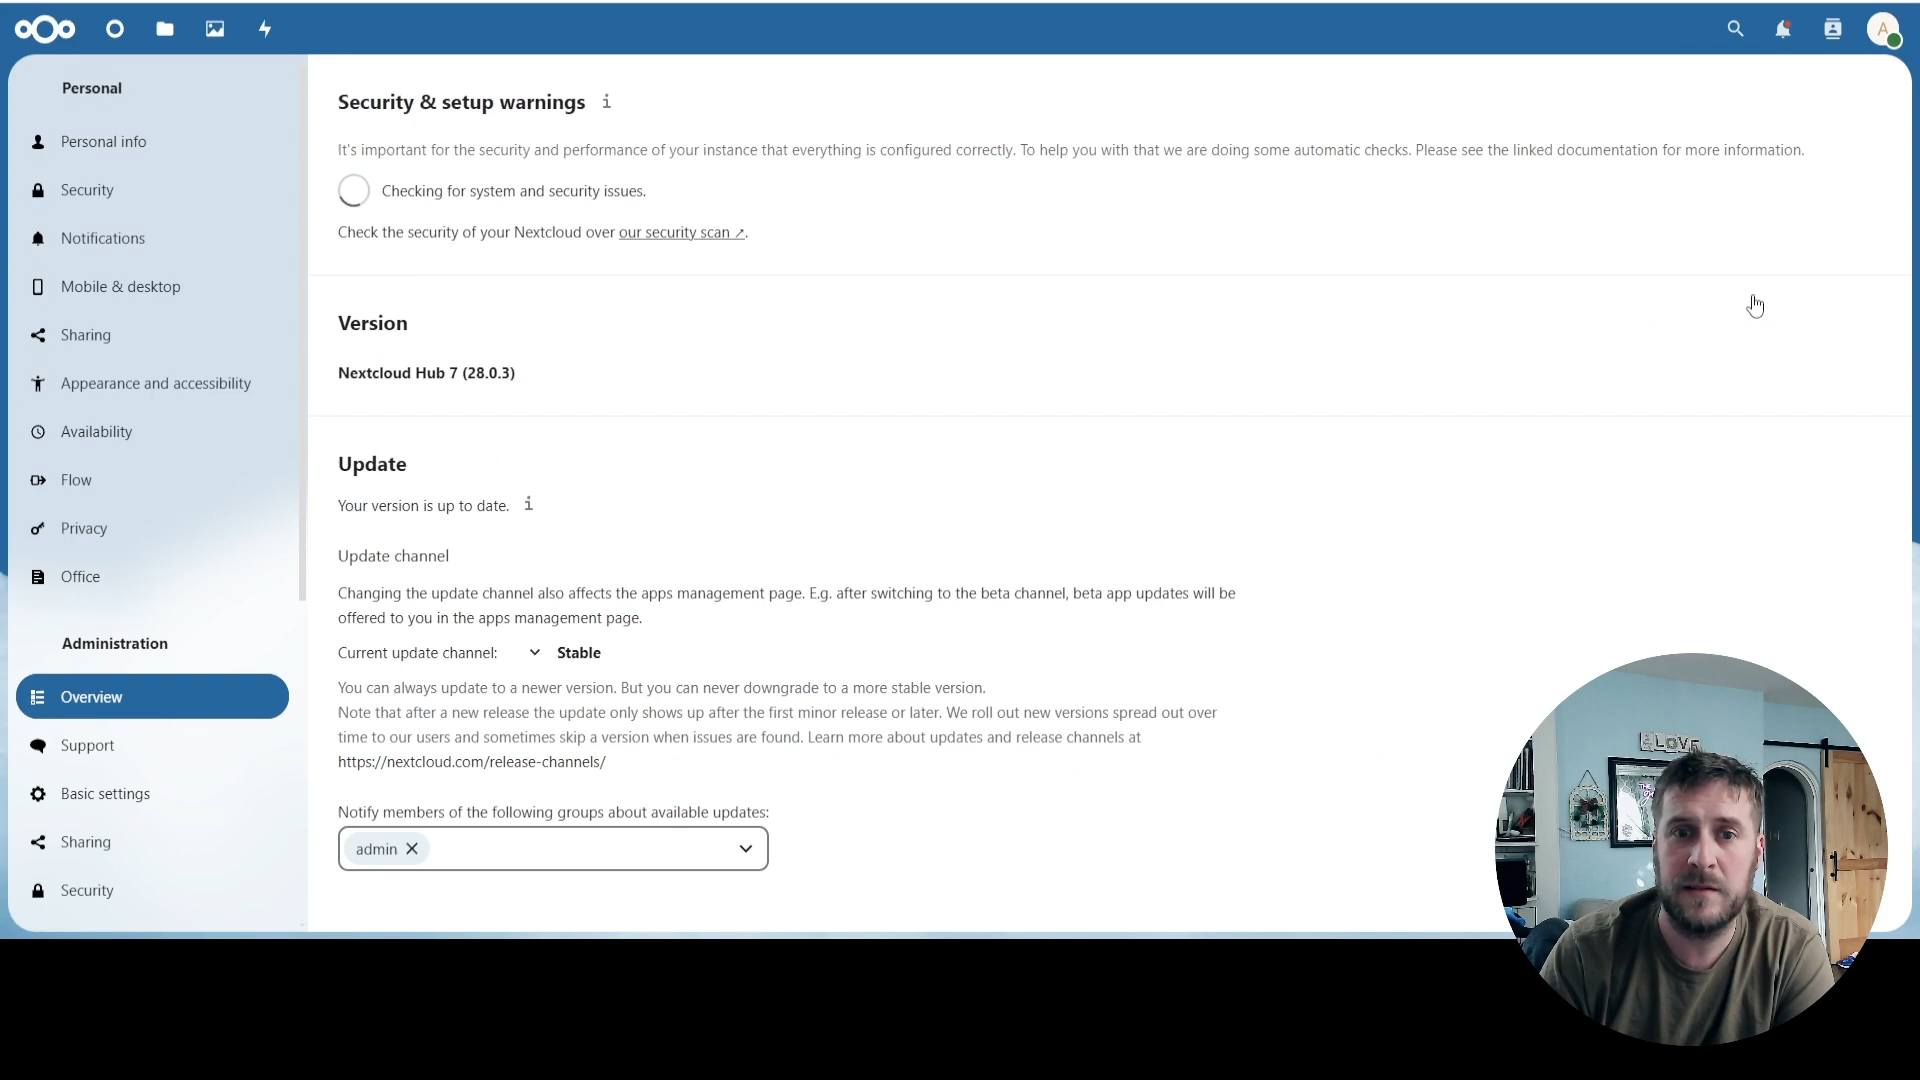 A
Personal
Personal info
Security
Notifications
Mobile & desktop
Sharing
Appearance and accessibility
Availability
Flow
Privacy
Office
Administration
Overview
Support
Basic settings
Sharing
Security
Security & setup warnings
It's important for the security and performance of your instance that everything is configured correctly. To help you with that we are doing some automatic checks. Please see the linked documentation for more information.
Checking for system and security issues.
Check the security of your Nextcloud over our security scan ↗.
Version
Nextcloud Hub 7 (28.0.3)
Update
Your version is up to date.
Update channel
Changing the update channel also affects the apps management page. E.g. after switching to the beta channel, beta app updates will be
offered to you in the apps management page.
Current update channel: Stable
You can always update to a newer version. But you can never downgrade to a more stable version.
Note that after a new release the update only shows up after the first minor release or later. We roll out new versions spread out over
time to our users and sometimes skip a version when issues are found. Learn more about updates and release channels at
https://nextcloud.com/release-channels/
Notify members of the following groups about available updates:
admin
LOVE